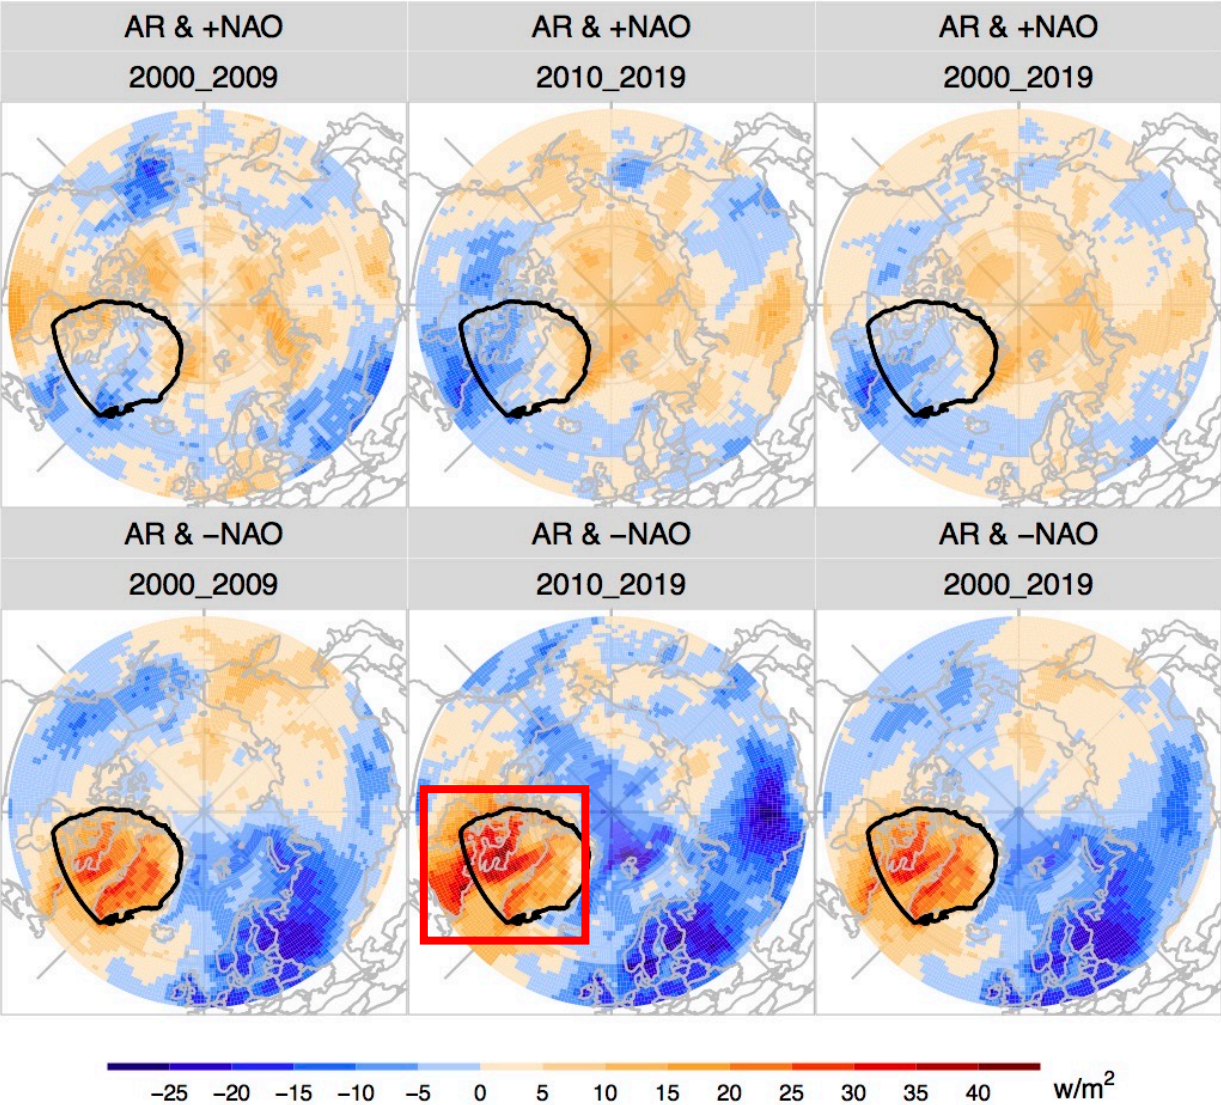 AR & +NAO AR & +NAO AR & +NAO
2000_2009 2010_2019 2000_2019
AR & −NAO AR & −NAO AR & −NAO
2000_2009 2010_2019 2000_2019
−25 −20 −15 −10 −5 0 5 10 15 20 25 30 35 40 w/m²